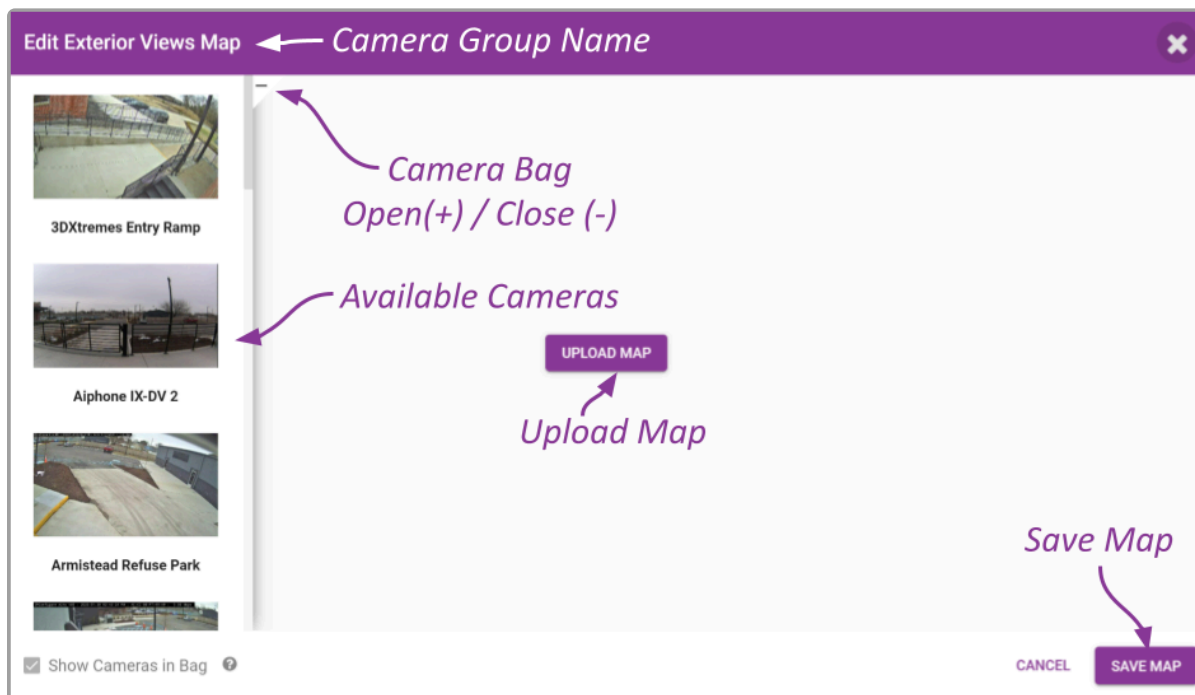 Edit Exterior Views Map
Camera Group Name
Camera Bag
Open(+) / Close (-)
3DXtremes Entry Ramp
Available Cameras
Aiphone IX-DV 2
UPLOAD MAP
Upload Map
Armistead Refuse Park
Save Map
Show Cameras in Bag
CANCEL
SAVE MAP